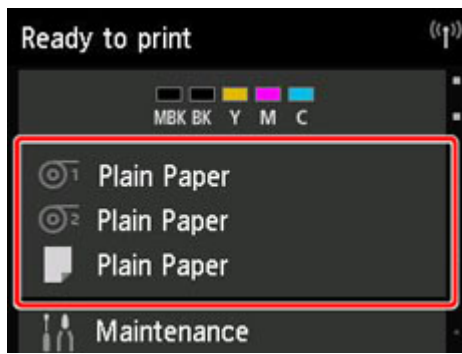 Ready to print
MBK BK Y M C
1 Plain Paper
2 Plain Paper
Plain Paper
Maintenance